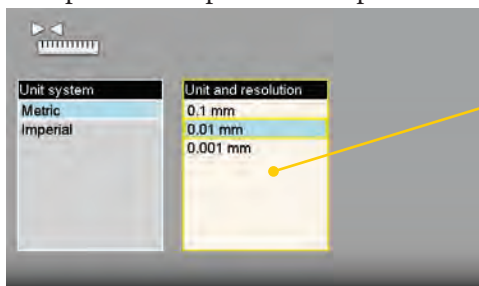 Unit system
Metric
Imperial
Unit and resolution
0.1 mm
0.01 mm
0.001 mm